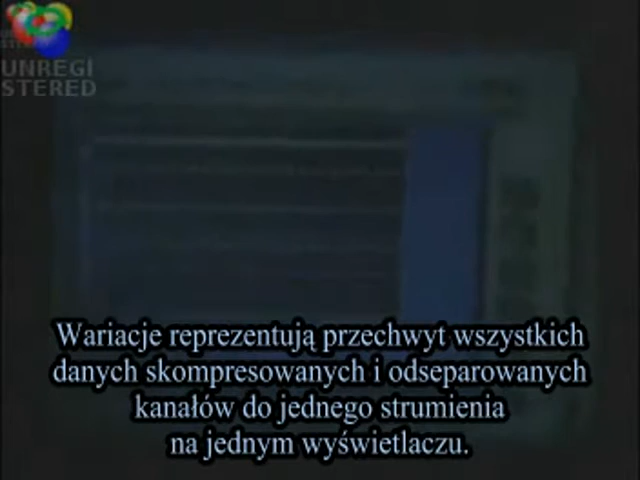 UNREGI
STERED
Wariacje reprezentują przechwyt wszystkich
danych skompresowanych i odseparowanych
kanałów do jednego strumienia
na jednym wyświetlaczu.